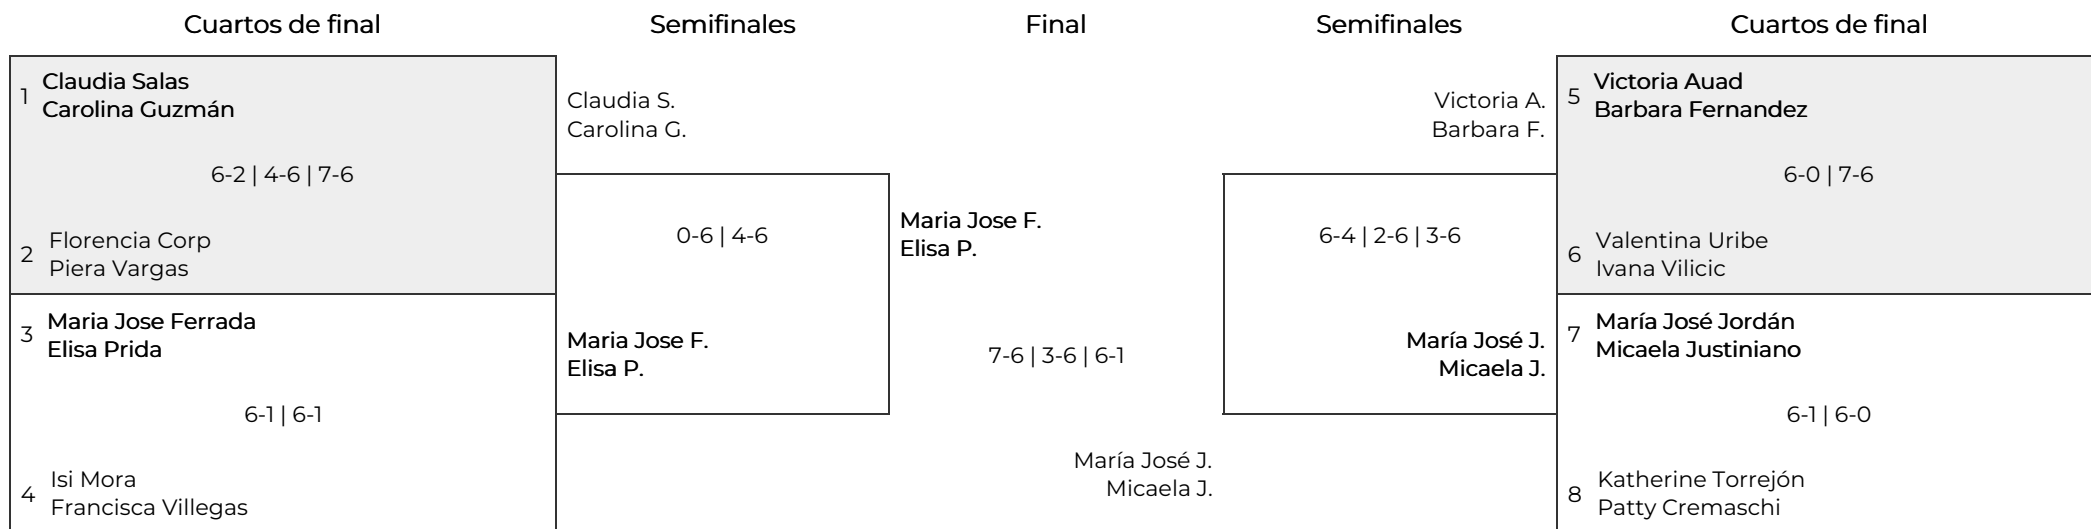 Cuartos de final
Semifinales
Final
Semifinales
Cuartos de final
1
Claudia Salas
Carolina Guzmán
6-2 | 4-6 | 7-6
2
Florencia Corp
Piera Vargas
3
Maria Jose Ferrada
Elisa Prida
6-1 | 6-1
4
Isi Mora
Francisca Villegas
Claudia S.
Carolina G.
0-6 | 4-6
Maria Jose F.
Elisa P.
Maria Jose F.
Elisa P.
7-6 | 3-6 | 6-1
María José J.
Micaela J.
Victoria A.
Barbara F.
6-4 | 2-6 | 3-6
María José J.
Micaela J.
5
Victoria Auad
Barbara Fernandez
6-0 | 7-6
6
Valentina Uribe
Ivana Vilicic
7
María José Jordán
Micaela Justiniano
6-1 | 6-0
8
Katherine Torrejón
Patty Cremaschi